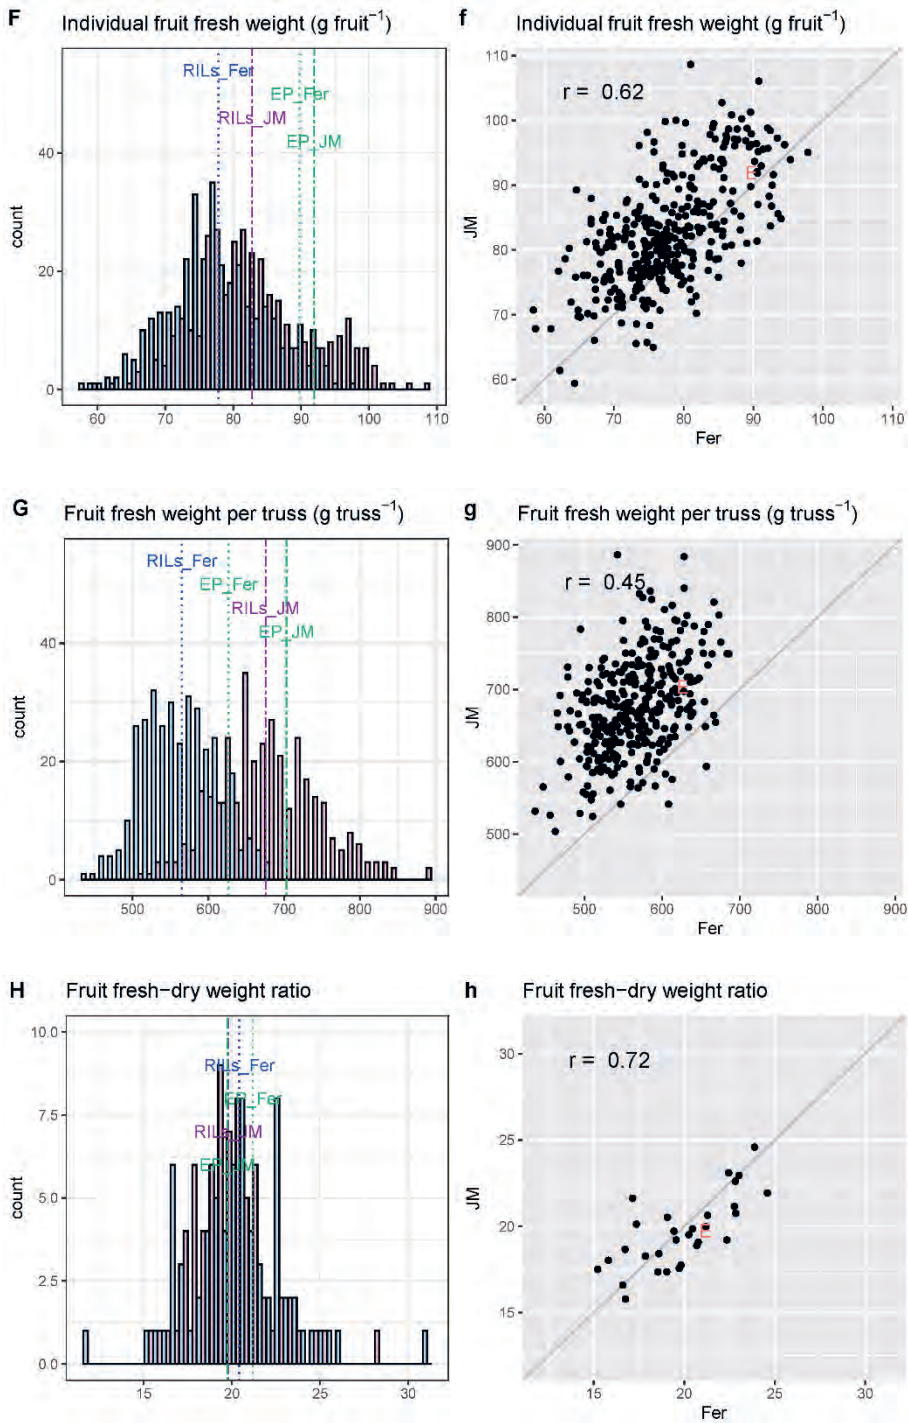 F Individual fruit fresh weight (g fruit⁻¹)
RILs_Fer
EP_Fer
RILs_JM
EP_JM
40
20
0
count
60 70 80 90 100 110
f Individual fruit fresh weight (g fruit⁻¹)
r = 0.62
E
110
100
90
80
70
60
JM
60 70 80 90 100 110
Fer
G Fruit fresh weight per truss (g truss⁻¹)
RILs_Fer
EP_Fer
RILs_JM
EP_JM
40
20
0
count
500 600 700 800 900
g Fruit fresh weight per truss (g truss⁻¹)
r = 0.45
E
900
800
700
600
500
JM
500 600 700 800 900
Fer
H Fruit fresh−dry weight ratio
10.0
7.5
5.0
2.5
0.0
count
RILs_Fer
EP_Fer
RILs_JM
EP_JM
15 20 25 30
h Fruit fresh−dry weight ratio
r = 0.72
E
30
25
20
15
JM
15 20 25 30
Fer